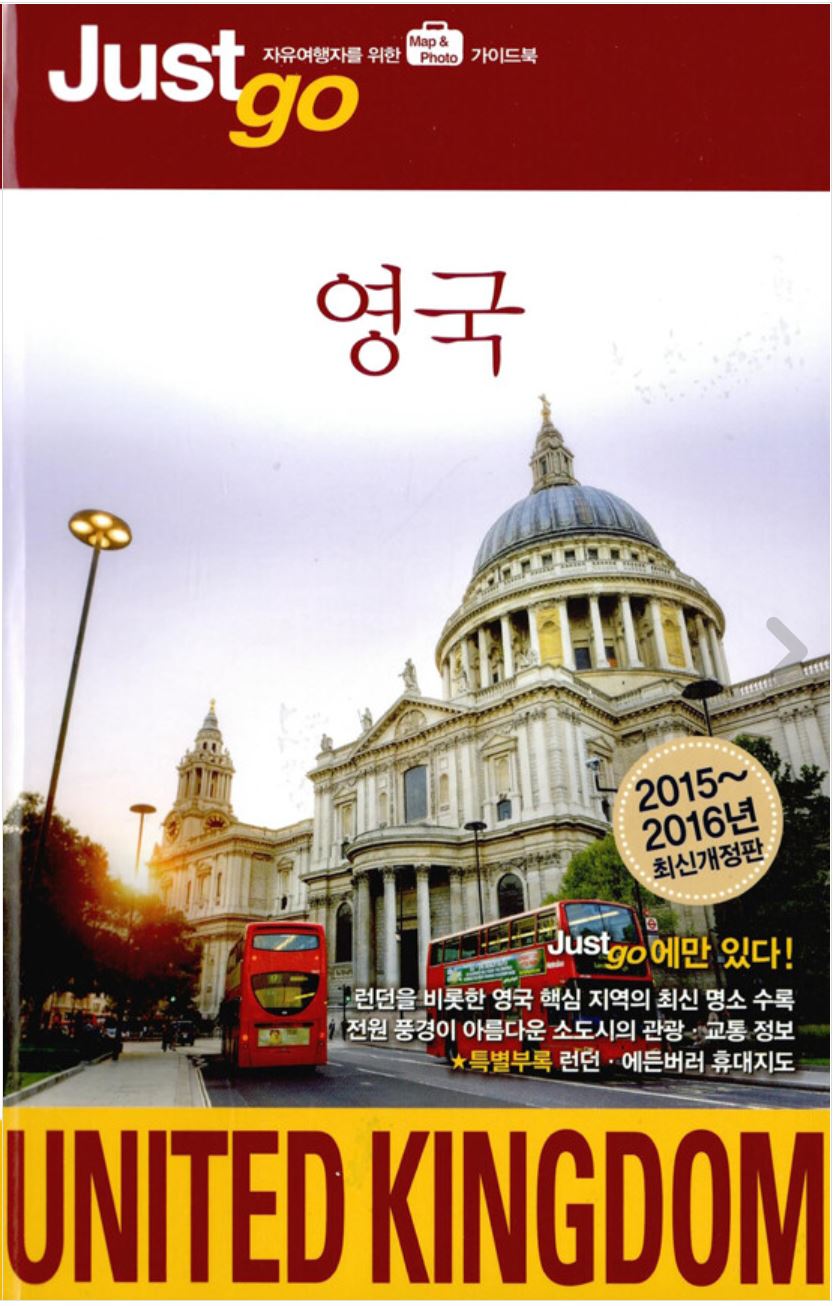 Just go
자유여행자를 위한 Map & Photo 가이드북
영국
2015~
2016년
최신개정판
Just go에만 있다!
런던을 비롯한 영국 핵심 지역의 최신 명소 수록
전원 풍경이 아름다운 소도시의 관광 · 교통 정보
★특별부록 런던 · 에든버러 휴대지도
UNITED KINGDOM